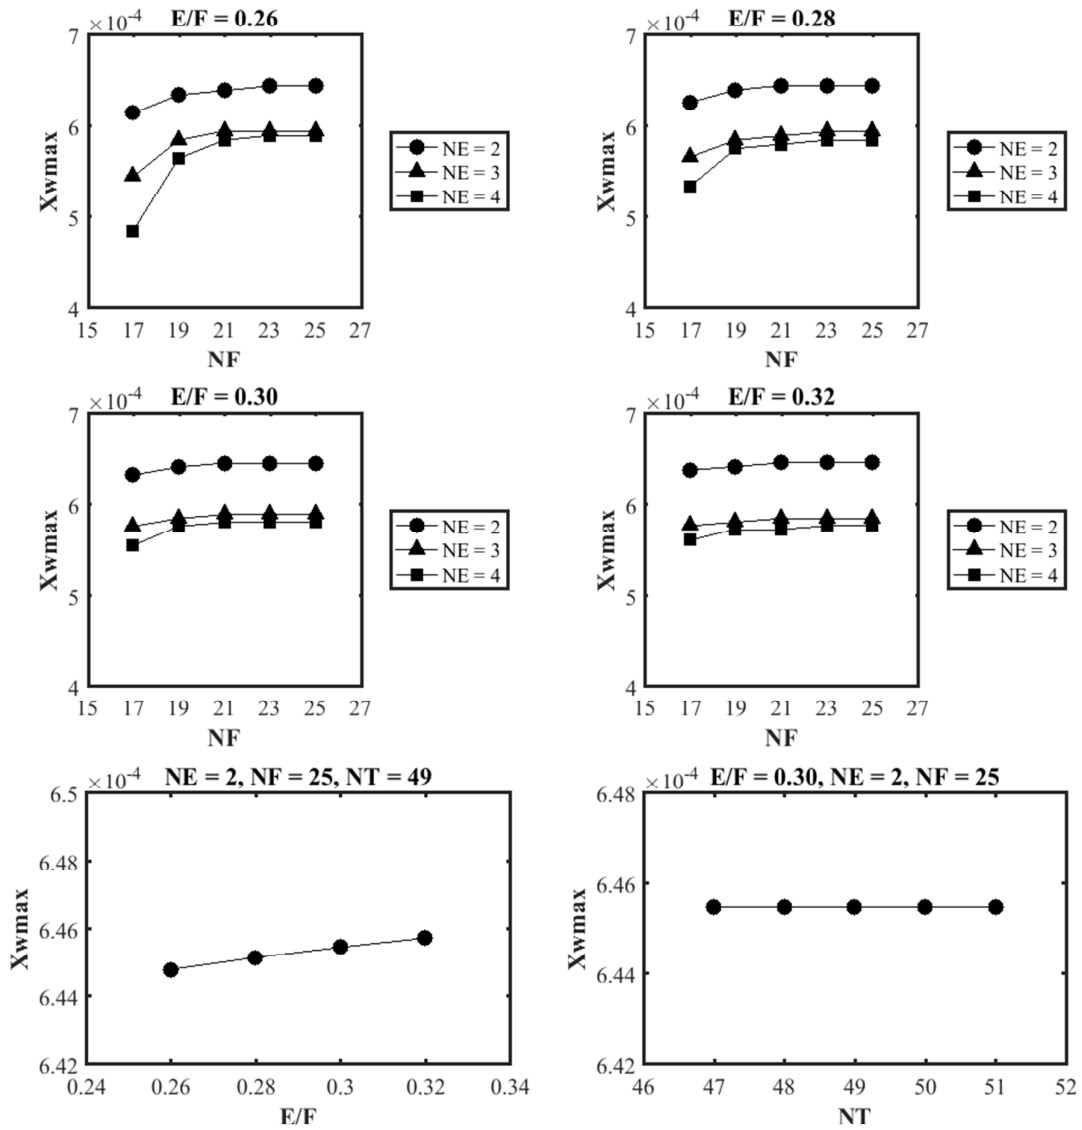 ×10⁻⁴ E/F = 0.26
7
6
5
4
Xwmax
15 17 19 21 23 25 27
NF
NE = 2
NE = 3
NE = 4
×10⁻⁴ E/F = 0.28
7
6
5
4
Xwmax
15 17 19 21 23 25 27
NF
NE = 2
NE = 3
NE = 4
×10⁻⁴ E/F = 0.30
7
6
5
4
Xwmax
15 17 19 21 23 25 27
NF
NE = 2
NE = 3
NE = 4
×10⁻⁴ E/F = 0.32
7
6
5
4
Xwmax
15 17 19 21 23 25 27
NF
NE = 2
NE = 3
NE = 4
×10⁻⁴ NE = 2, NF = 25, NT = 49
6.5
6.48
6.46
6.44
6.42
Xwmax
0.24 0.26 0.28 0.3 0.32 0.34
E/F
×10⁻⁴ E/F = 0.30, NE = 2, NF = 25
6.48
6.46
6.44
6.42
Xwmax
46 47 48 49 50 51 52
NT